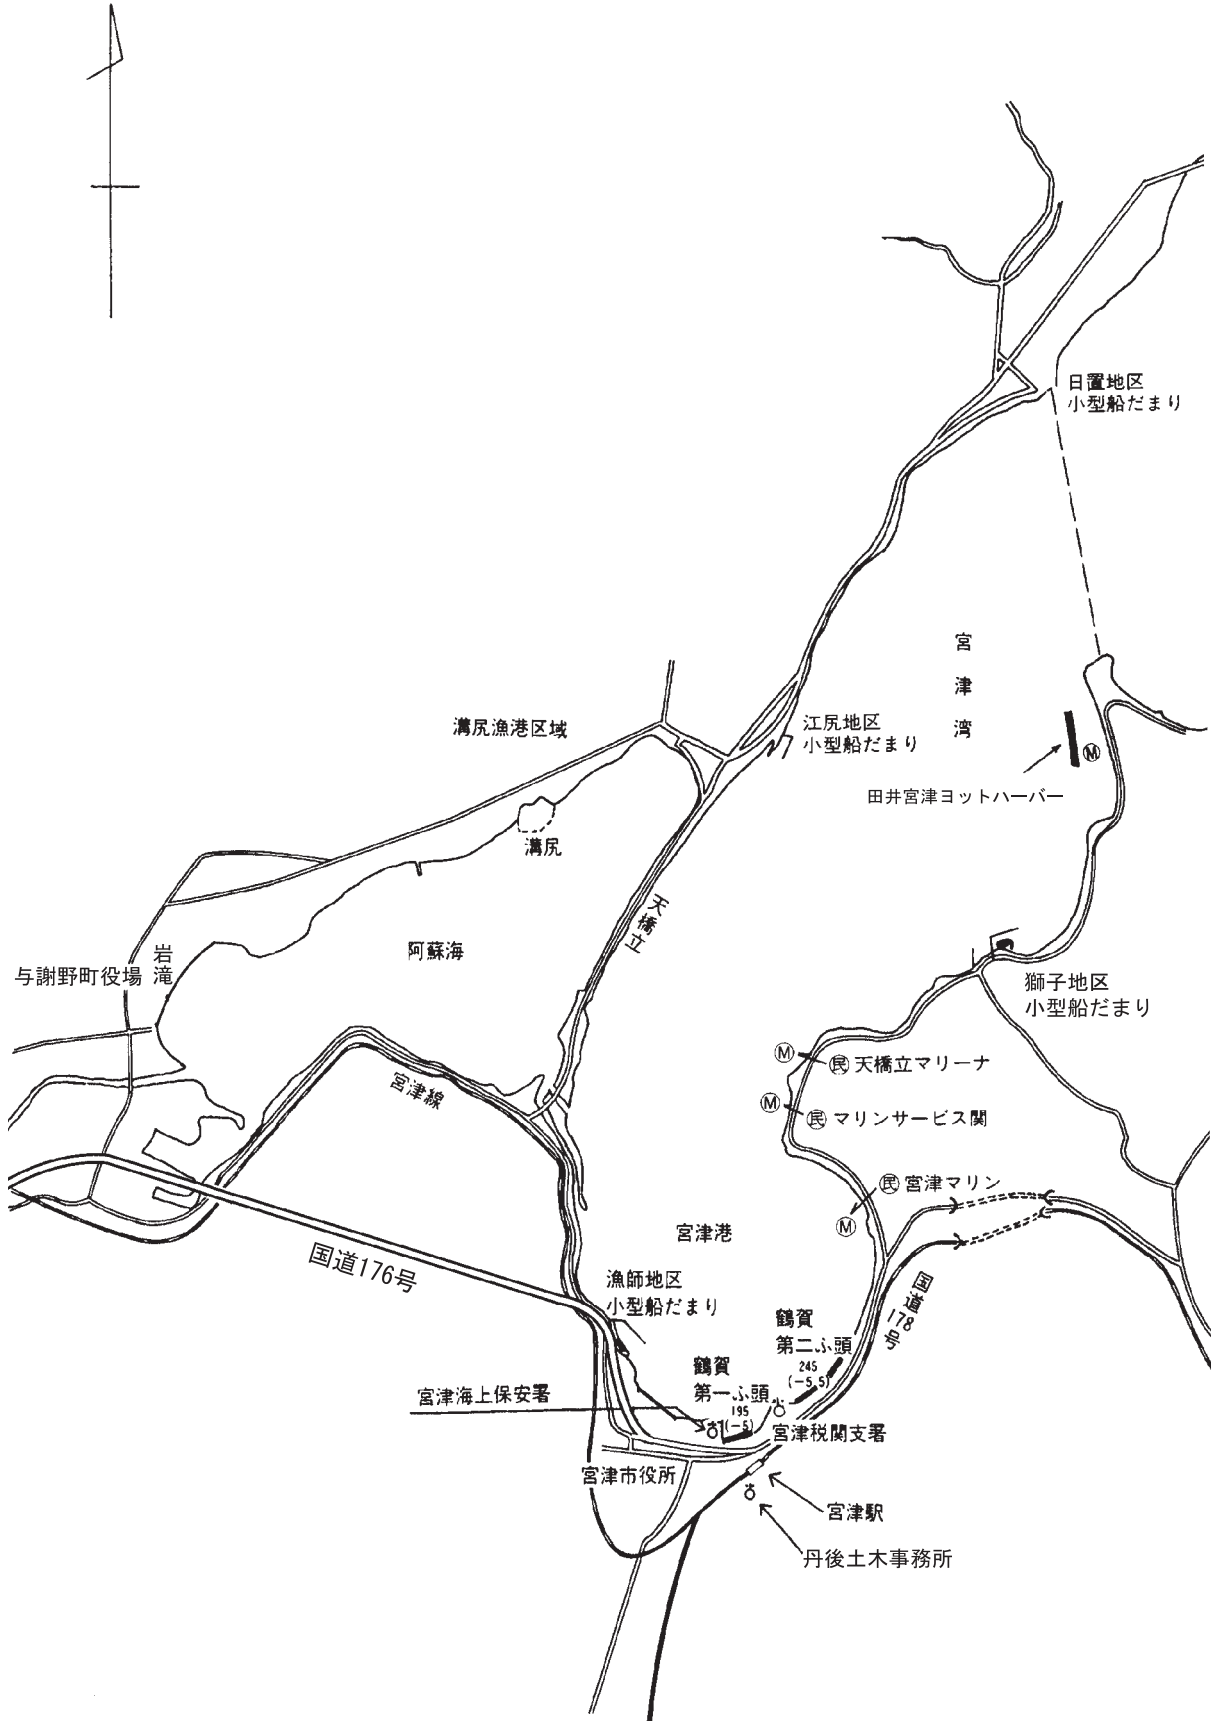 日置地区
小型船だまり
宮津湾
溝尻漁港区域
江尻地区
小型船だまり
Ⓜ
田井宮津ヨットハーバー
溝尻
天橋立
阿蘇海
岩滝
与謝野町役場
獅子地区
小型船だまり
Ⓜ
㊩民 天橋立マリーナ
宮津線
Ⓜ
民 マリンサービス関
民 宮津マリン
Ⓜ
宮津港
国道176号
漁師地区
小型船だまり
国道178号
鶴賀
第二ふ頭
245
(-5.5)
鶴賀
第一ふ頭
195
(-5)
宮津海上保安署
宮津税関支署
宮津市役所
宮津駅
丹後土木事務所